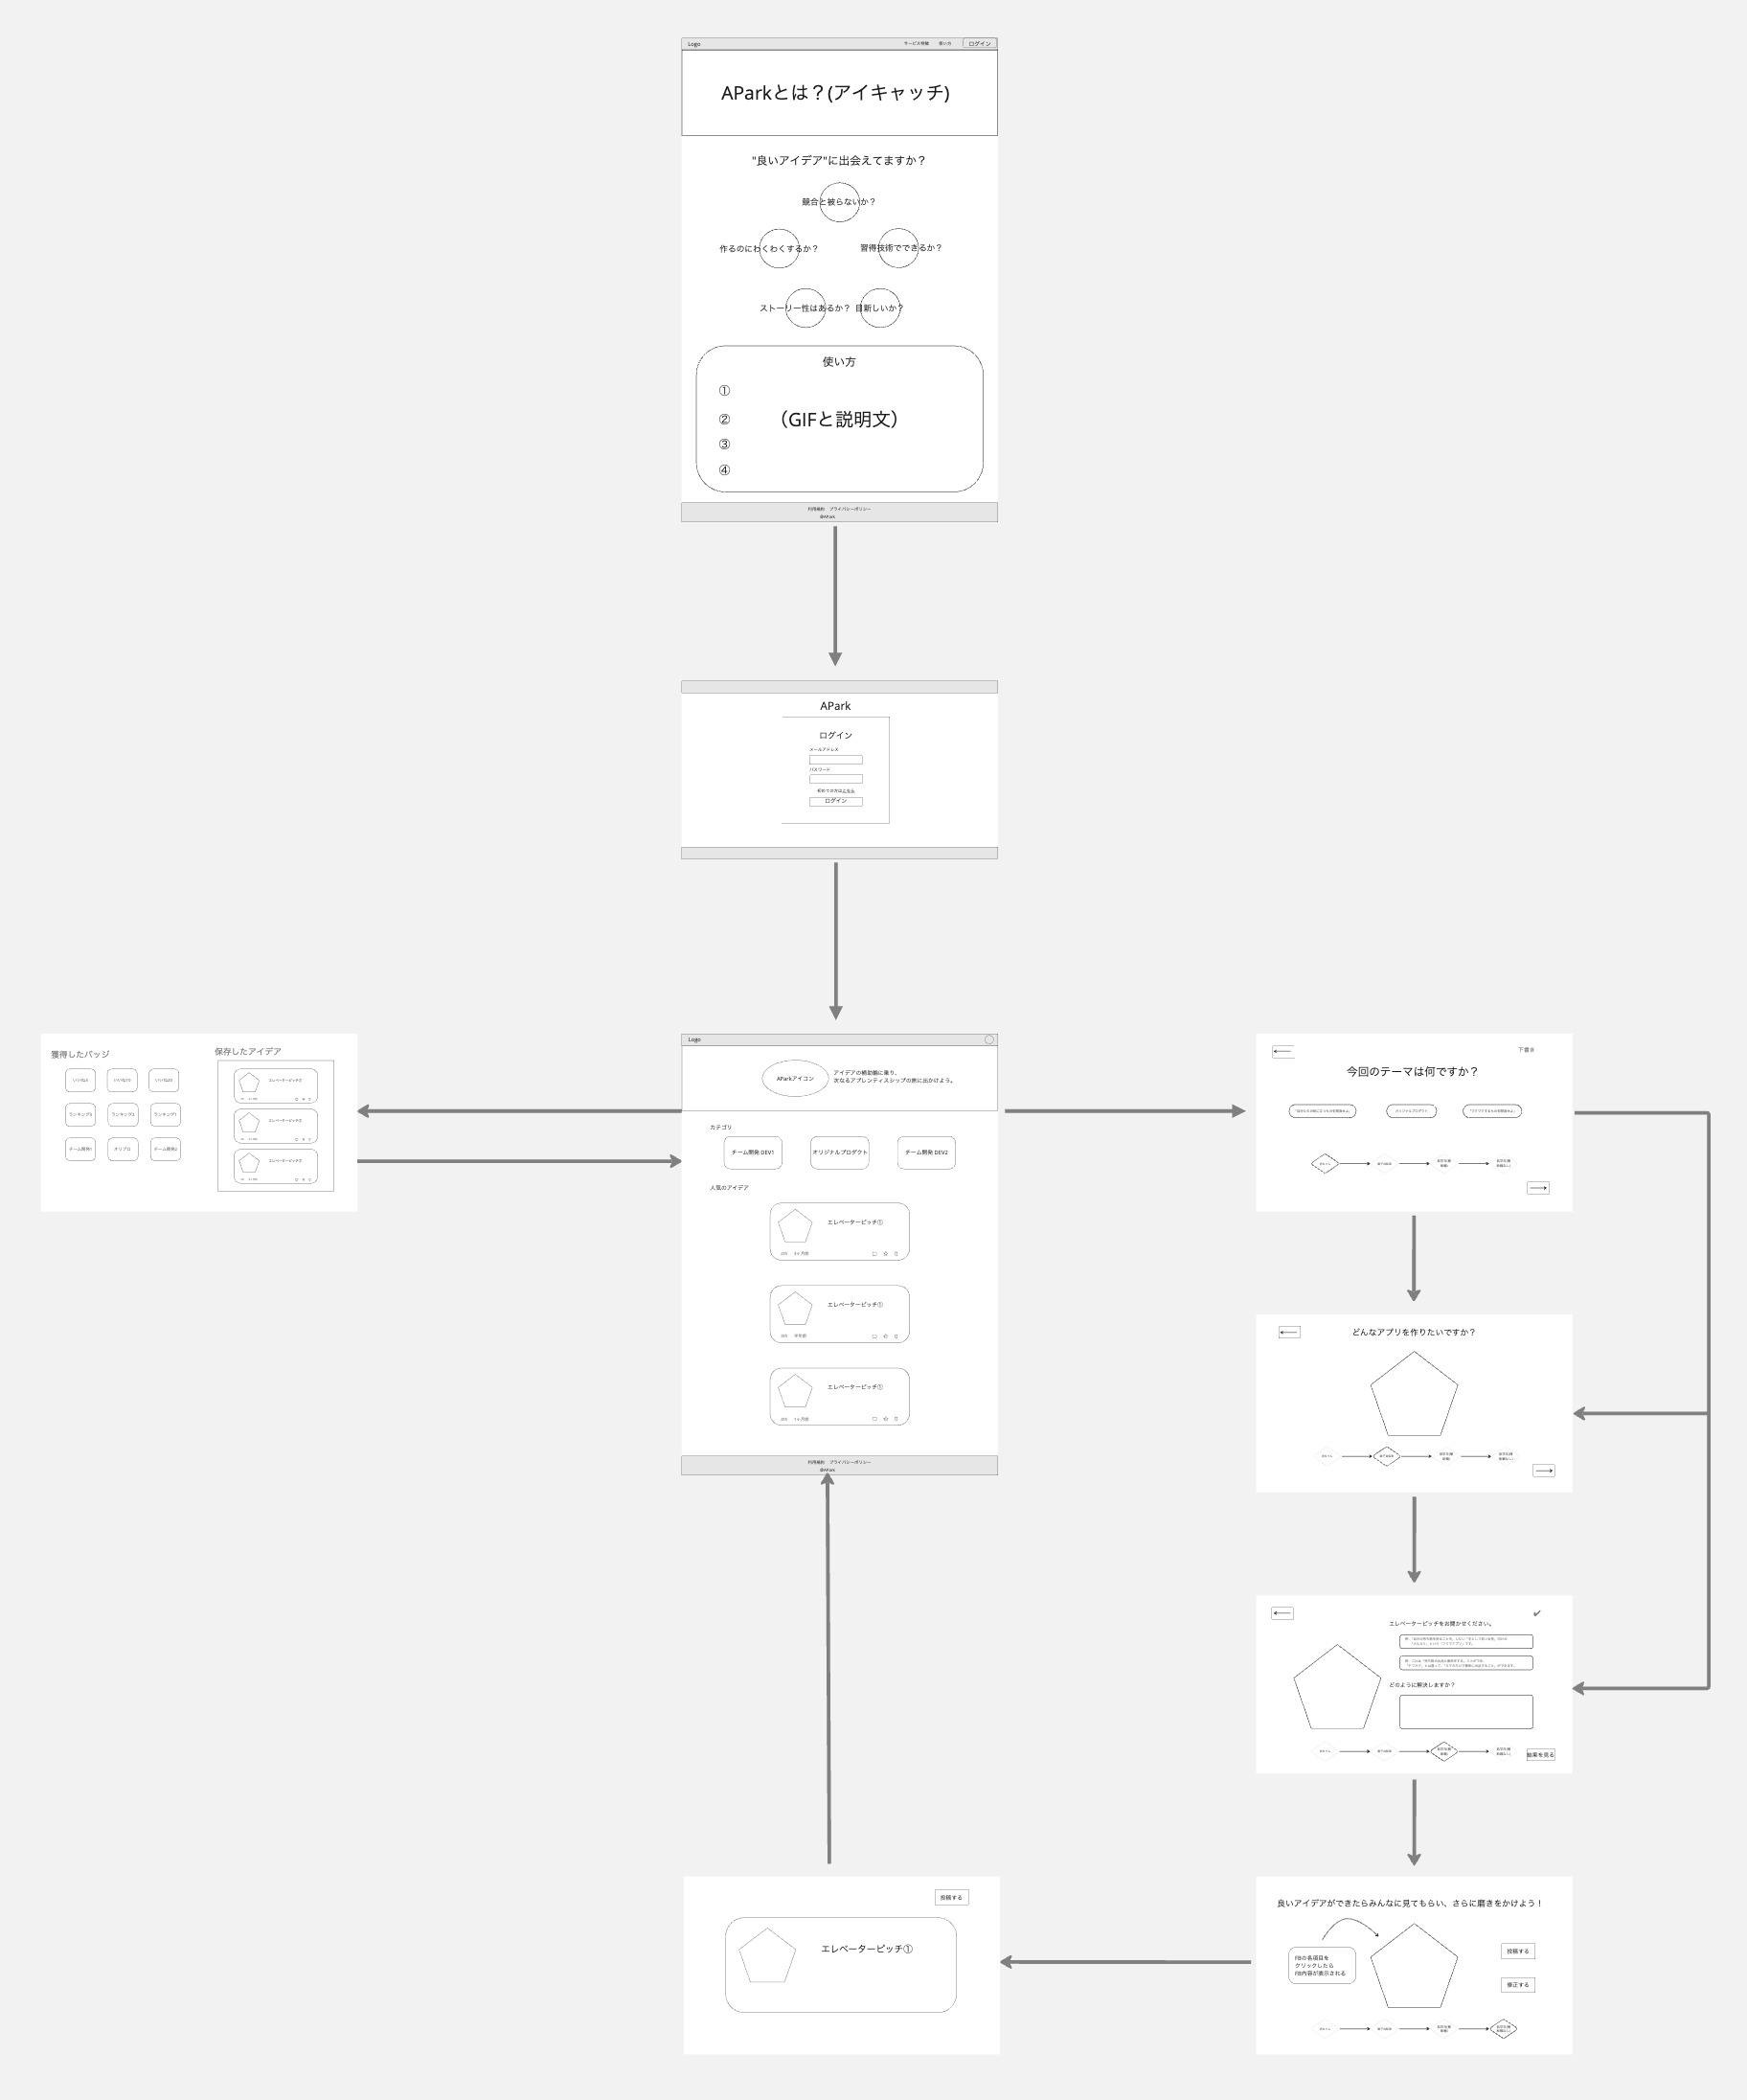 Logo
サービス特徴
使い方
ログイン
APark​とは？(アイキャッチ)
"良いアイデア"に出会えてますか？
競合と被らないか？
作るのにわくわくするか？
習得技術でできるか？
ストーリー性はあるか？
目新しいか？
使い方
①
②
（GIFと説明文）
③
④
利用規約　プライバシーポリシー
@APark
APark
ログイン
メールアドレス
パスワード
初めての方はこちら
ログイン
獲得したバッジ
いいね3
いいね10
いいね20
ランキング3
ランキング2
ランキング1
チーム開発1
オリプロ
チーム開発2
保存したアイデア
エレベーターピッチ①
エレベーターピッチ①
エレベーターピッチ①
Logo
APark​アイコン
アイデアの補助輪に乗り、
次なるアプレンティスシップの旅に出かけよう。
カテゴリ
チーム開発 DEV1
オリジナルプロダクト
チーム開発 DEV2
人気のアイデア
エレベーターピッチ①
エレベーターピッチ①
エレベーターピッチ①
利用規約　プライバシーポリシー
@APark
下書き
今回のテーマは何ですか？
オリジナルプロダクト
どんなアプリを作りたいですか？
エレベーターピッチをお聞かせください。
どのように解決しますか？
結果を見る
投稿する
エレベーターピッチ①
良いアイデアができたらみんなに見てもらい、さらに磨きをかけよう！
FBの各項目を
クリックしたら
FB内容が表示される
投稿する
修正する